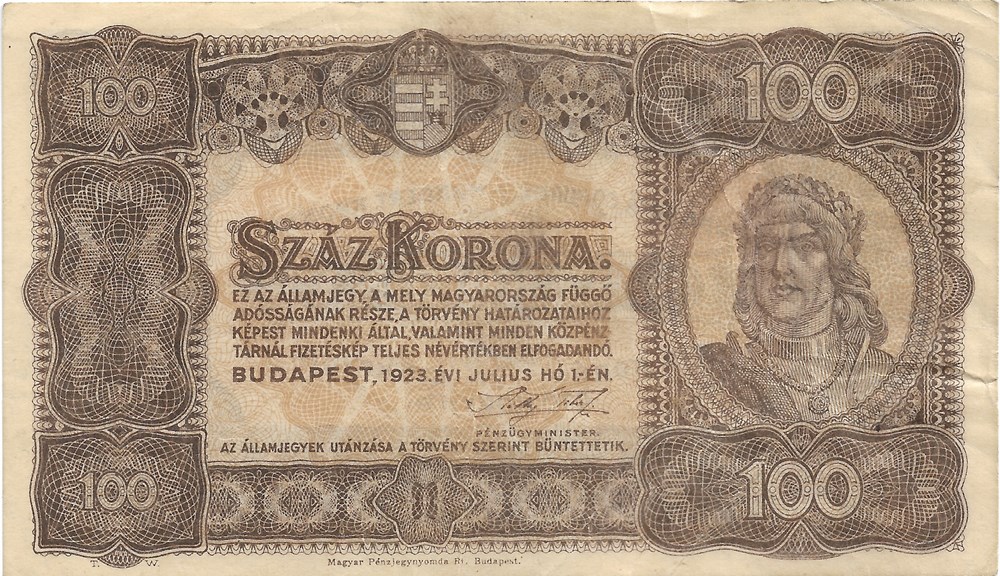 100
100
SZÁZ KORONA.
EZ AZ ÁLLAMJEGY, A MELY MAGYARORSZÁG FÜGGŐ
ADÓSSÁGÁNAK RÉSZE, A TÖRVÉNY HATÁROZATAIHOZ
KÉPEST MINDENKI ÁLTAL, VALAMINT MINDEN KÖZPÉNZ-
TÁRNÁL FIZETÉSKÉP TELJES NÉVÉRTÉKBEN ELFOGADANDÓ.
BUDAPEST, 1923. ÉVI JULIUS HÓ 1.-ÉN.
PÉNZÜGYMINISTER.
AZ ÁLLAMJEGYEK UTÁNZÁSA A TÖRVÉNY SZERINT BÜNTETTETIK.
100
100
T. W.
Magyar Pénzjegynyomda Rt. Budapest.